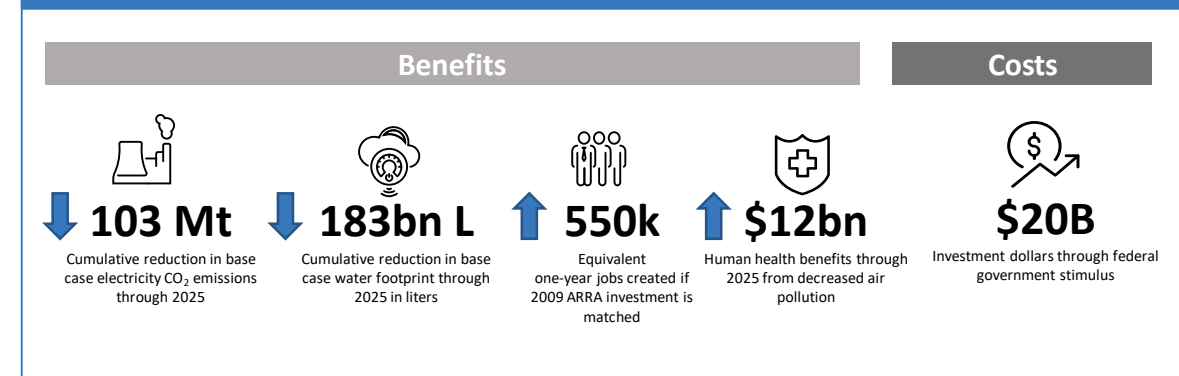 Benefits
Costs
$
103 Mt
183bn L
550k
$12bn
$20B
Cumulative reduction in base
case electricity CO₂ emissions
through 2025
Cumulative reduction in base
case water footprint through
2025 in liters
Equivalent
one-year jobs created if
2009 ARRA investment is
matched
Human health benefits through
2025 from decreased air
pollution
Investment dollars through federal
government stimulus